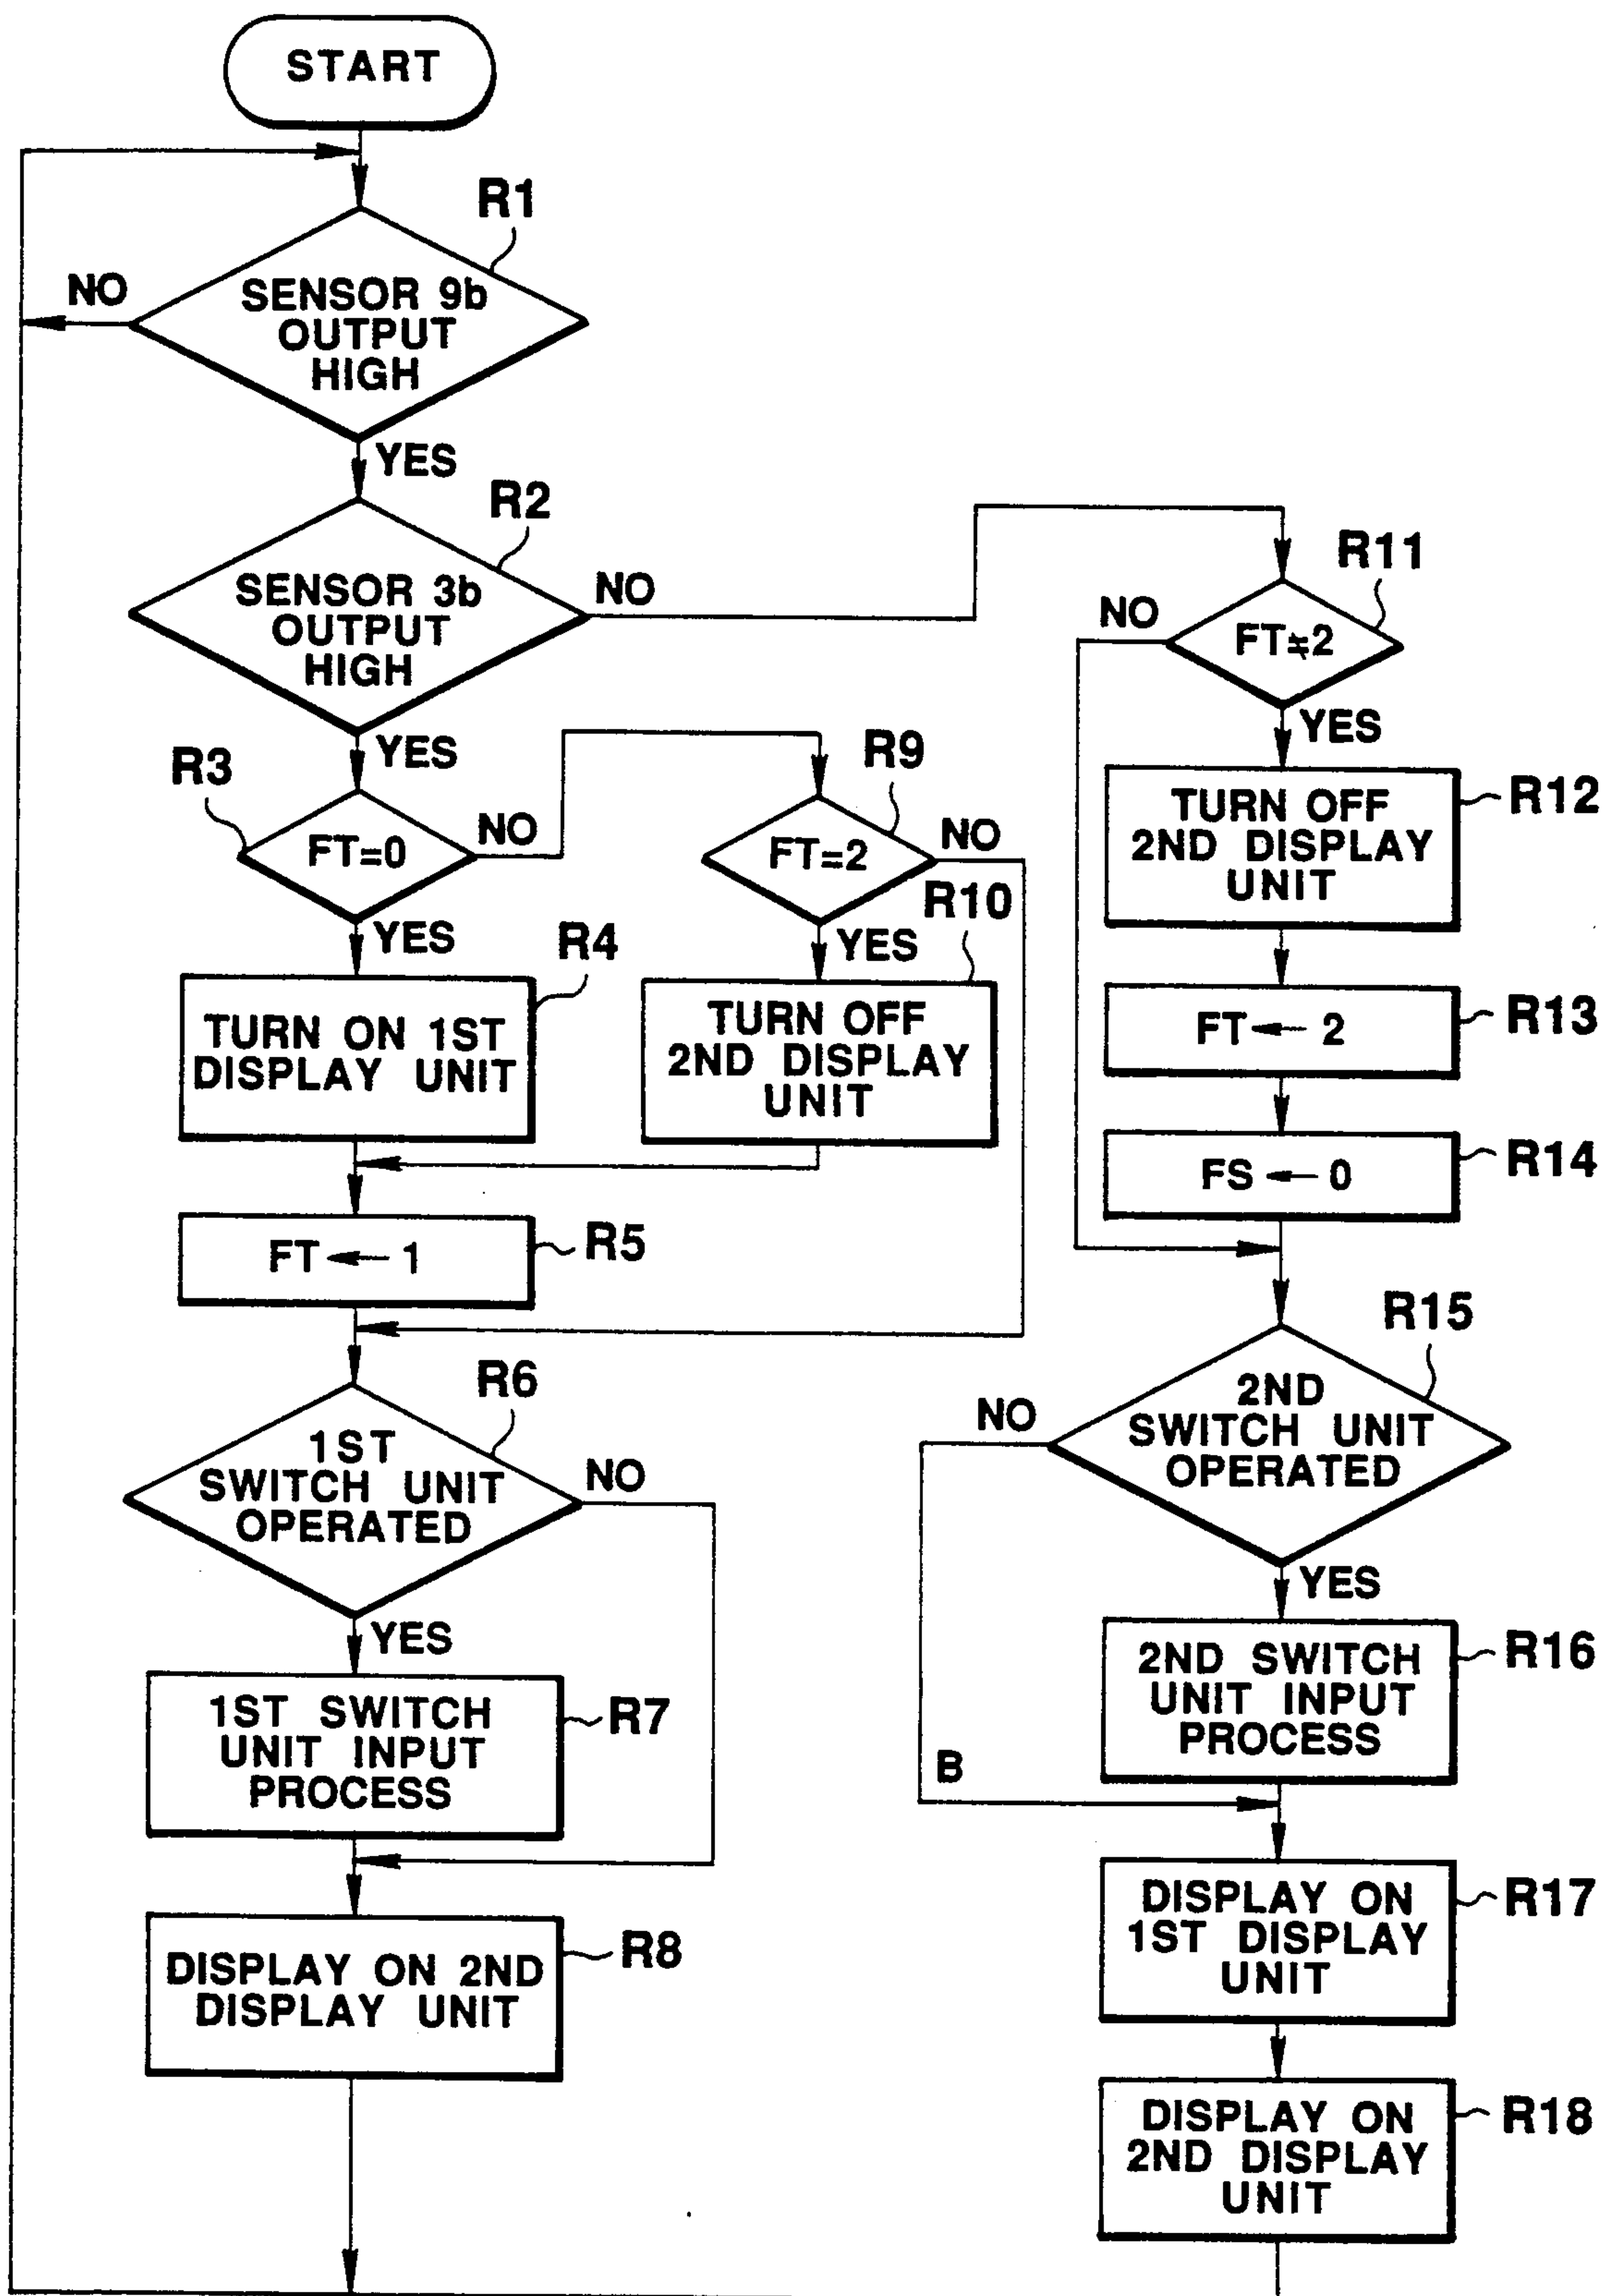 START
R1
NO
SENSOR 9b
OUTPUT
HIGH
YES
R2
SENSOR 3b
OUTPUT
HIGH
NO
YES
R3
FT=0
NO
YES
R4
TURN ON 1ST
DISPLAY UNIT
R9
FT=2
NO
YES
R10
TURN OFF
2ND DISPLAY
UNIT
FT ← 1
R5
R6
1ST
SWITCH UNIT
OPERATED
NO
YES
1ST SWITCH
UNIT INPUT
PROCESS
R7
DISPLAY ON 2ND
DISPLAY UNIT
R8
R11
NO
FT≠2
YES
TURN OFF
2ND DISPLAY
UNIT
R12
FT ← 2
R13
FS ← 0
R14
R15
NO
2ND
SWITCH UNIT
OPERATED
YES
2ND SWITCH
UNIT INPUT
PROCESS
R16
B
DISPLAY ON
1ST DISPLAY
UNIT
R17
DISPLAY ON
2ND DISPLAY
UNIT
R18